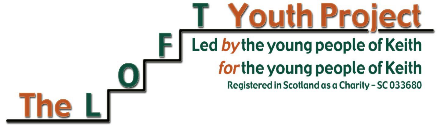 The LOFT Youth Project
Led by the young people of Keith
for the young people of Keith
Registered in Scotland as a Charity - SC 033680